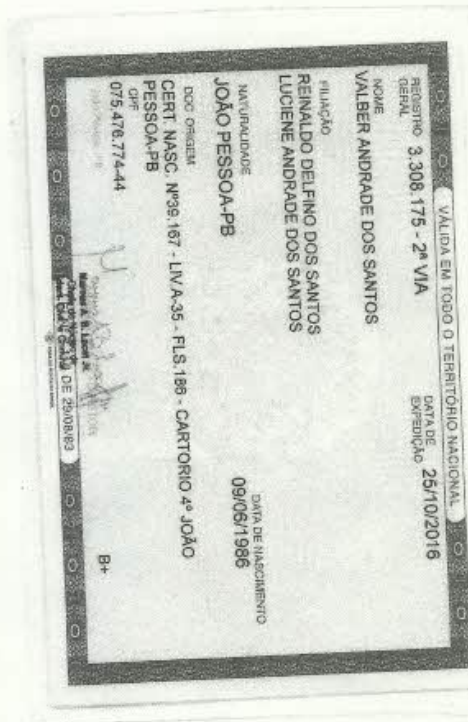 VÁLIDA EM TODO O TERRITÓRIO NACIONAL
REGISTRO GERAL 3.308.175 - 2ª VIA
DATA DE EXPEDIÇÃO 25/10/2016
NOME
VALBER ANDRADE DOS SANTOS
FILIAÇÃO
REINALDO DELFINO DOS SANTOS
LUCIENE ANDRADE DOS SANTOS
NATURALIDADE
JOÃO PESSOA-PB
DATA DE NASCIMENTO
09/06/1986
DOC ORIGEM
CERT. NASC. Nº39.167 - LIV.A-35 - FLS.186 - CARTORIO 4º JOÃO
PESSOA-PB
CPF
075.476.774-44
B+
DE 29/08/83